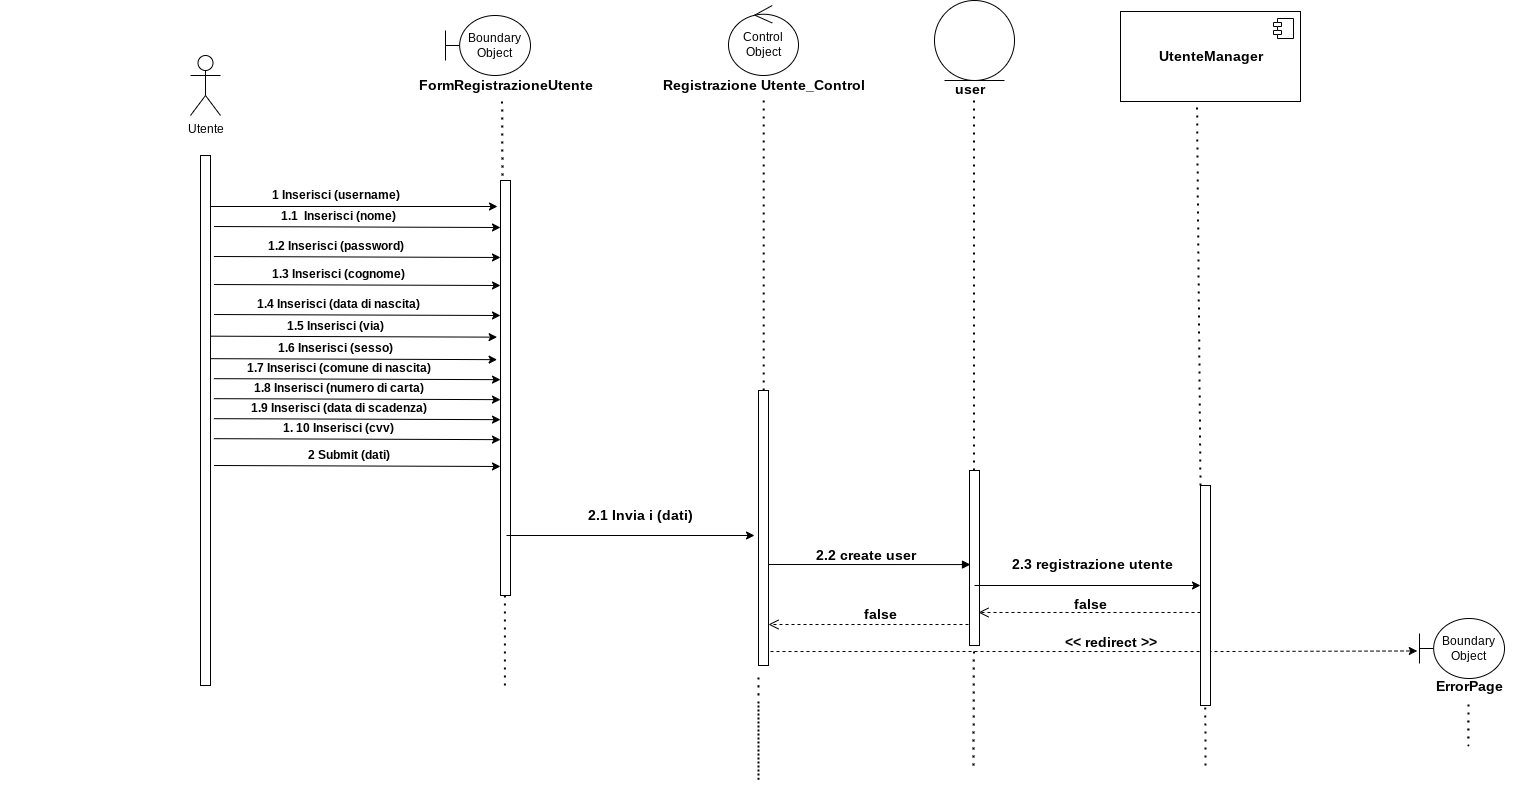 Boundary
Object
FormRegistrazioneUtente
Control
Object
Registrazione Utente_Control
user
UtenteManager
Utente
1 Inserisci (username)
1.1  Inserisci (nome)
1.2 Inserisci (password)
1.3 Inserisci (cognome)
1.4 Inserisci (data di nascita)
1.5 Inserisci (via)
1.6 Inserisci (sesso)
1.7 Inserisci (comune di nascita)
1.8 Inserisci (numero di carta)
1.9 Inserisci (data di scadenza)
1. 10 Inserisci (cvv)
2 Submit (dati)
2.1 Invia i (dati)
2.2 create user
2.3 registrazione utente
false
false
<< redirect >>
Boundary
Object
ErrorPage